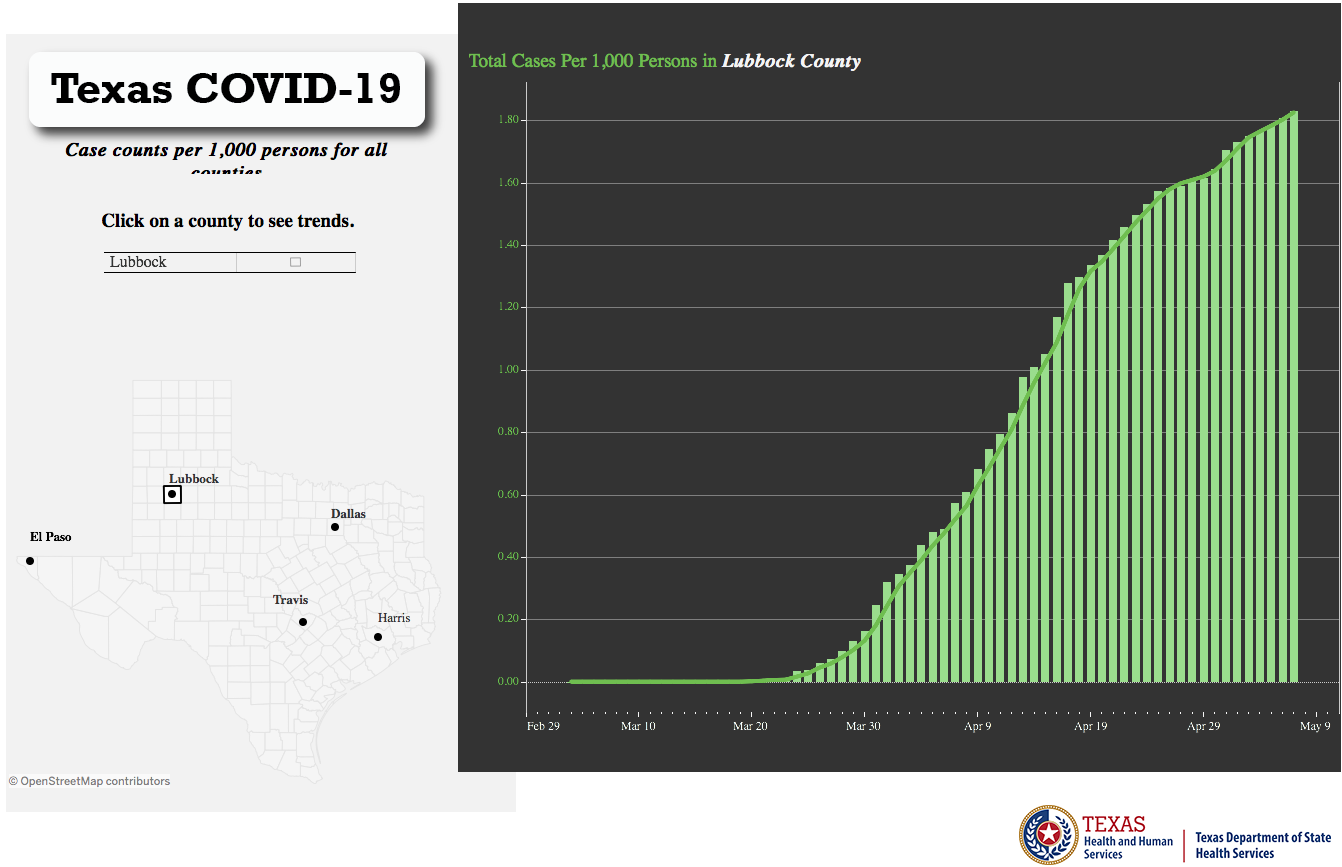 Texas COVID-19
Case counts per 1,000 persons for all
counties
Click on a county to see trends.
Lubbock
Lubbock
Dallas
El Paso
Travis
Harris
© OpenStreetMap contributors
Total Cases Per 1,000 Persons in Lubbock County
1.80
1.60
1.40
1.20
1.00
0.80
0.60
0.40
0.20
0.00
Feb 29 Mar 10 Mar 20 Mar 30 Apr 9 Apr 19 Apr 29 May 9
TEXAS
Health and Human
Services
Texas Department of State
Health Services